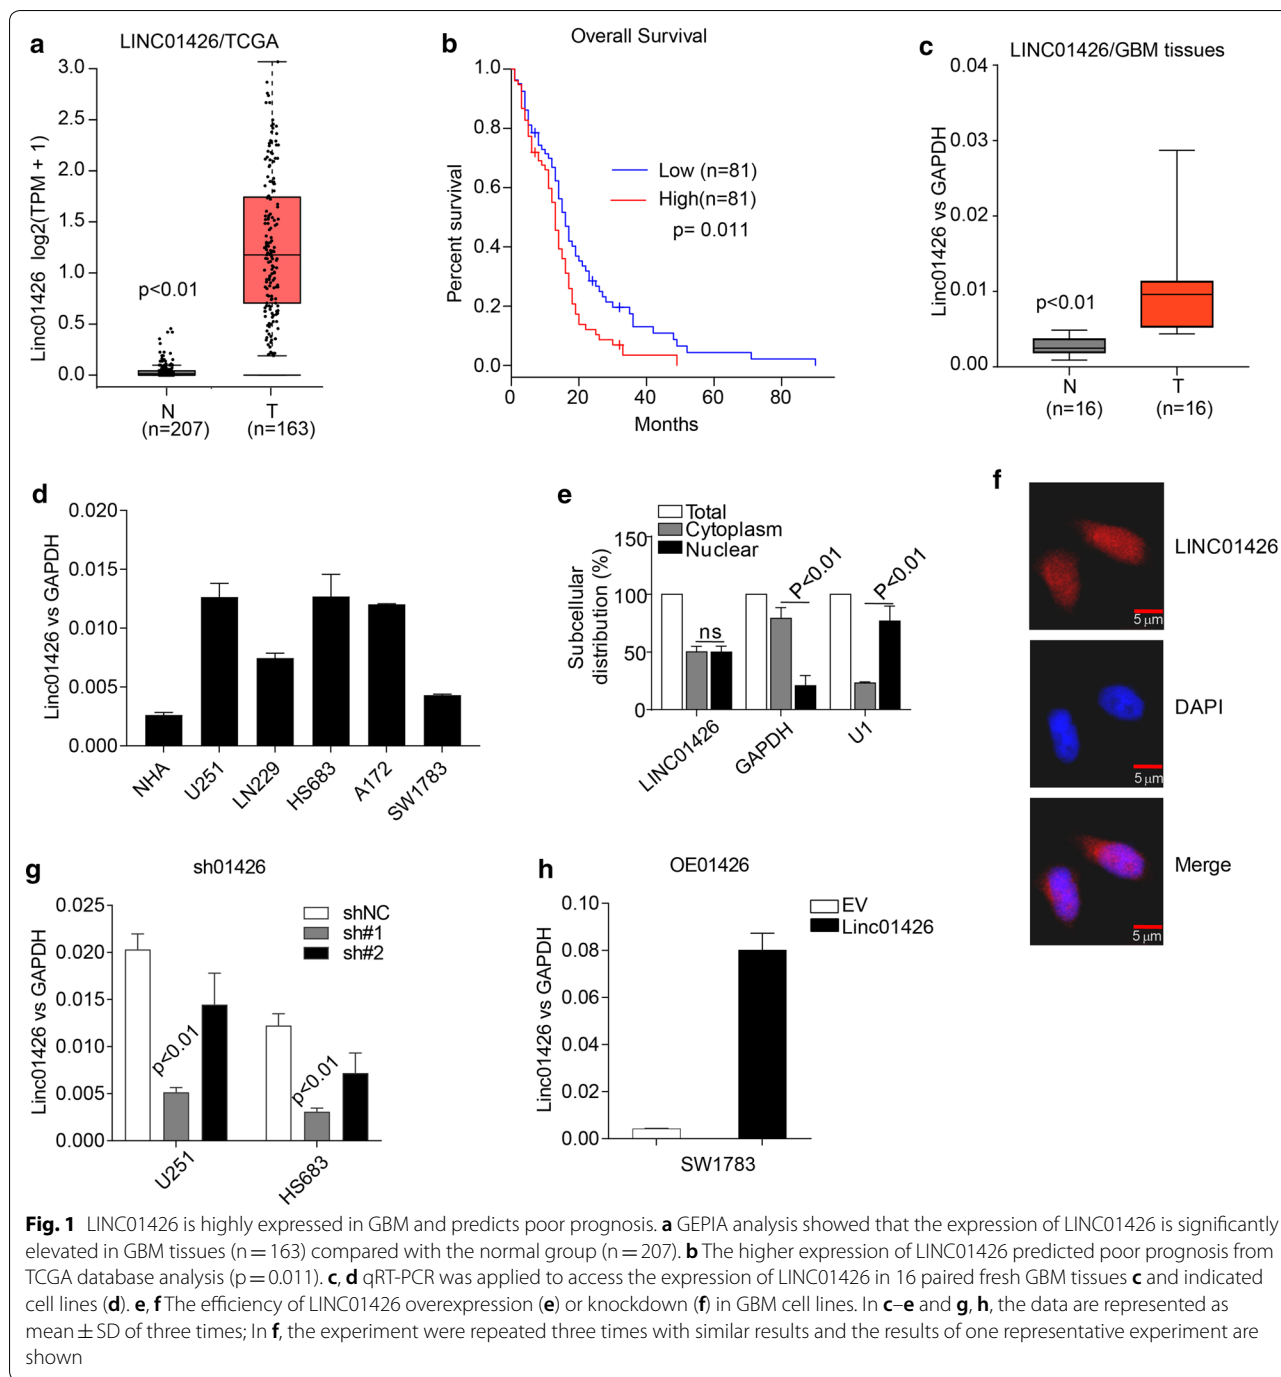 a
LINC01426/TCGA
Linc01426 log2(TPM + 1)
3.0
2.5
2.0
1.5
1.0
0.5
0.0
p<0.01
N
T
(n=207)
(n=163)
b
Overall Survival
Percent survival
1.0
0.8
0.6
0.4
0.2
0.0
Low (n=81)
High(n=81)
p= 0.011
0 20 40 60 80
Months
c
LINC01426/GBM tissues
Linc01426 vs GAPDH
0.04
0.03
0.02
0.01
0.00
p<0.01
N
T
(n=16)
(n=16)
d
Linc01426 vs GAPDH
0.020
0.015
0.010
0.005
0.000
NHA
U251
LN229
HS683
A172
SW1783
e
Total
Cytoplasm
Nuclear
Subcellular
distribution (%)
150
100
50
0
ns
P<0.01
P<0.01
LINC01426
GAPDH
U1
f
LINC01426
5 µm
DAPI
5 µm
Merge
5 µm
g
sh01426
Linc01426 vs GAPDH
0.025
0.020
0.015
0.010
0.005
0.000
shNC
sh#1
sh#2
p<0.01
p<0.01
U251
HS683
h
OE01426
Linc01426 vs GAPDH
0.10
0.08
0.06
0.04
0.02
0.00
EV
Linc01426
SW1783
Fig. 1 LINC01426 is highly expressed in GBM and predicts poor prognosis. a GEPIA analysis showed that the expression of LINC01426 is significantly
elevated in GBM tissues (n = 163) compared with the normal group (n = 207). b The higher expression of LINC01426 predicted poor prognosis from
TCGA database analysis (p = 0.011). c, d qRT-PCR was applied to access the expression of LINC01426 in 16 paired fresh GBM tissues c and indicated
cell lines (d). e, f The efficiency of LINC01426 overexpression (e) or knockdown (f) in GBM cell lines. In c–e and g, h, the data are represented as
mean ± SD of three times; In f, the experiment were repeated three times with similar results and the results of one representative experiment are
shown